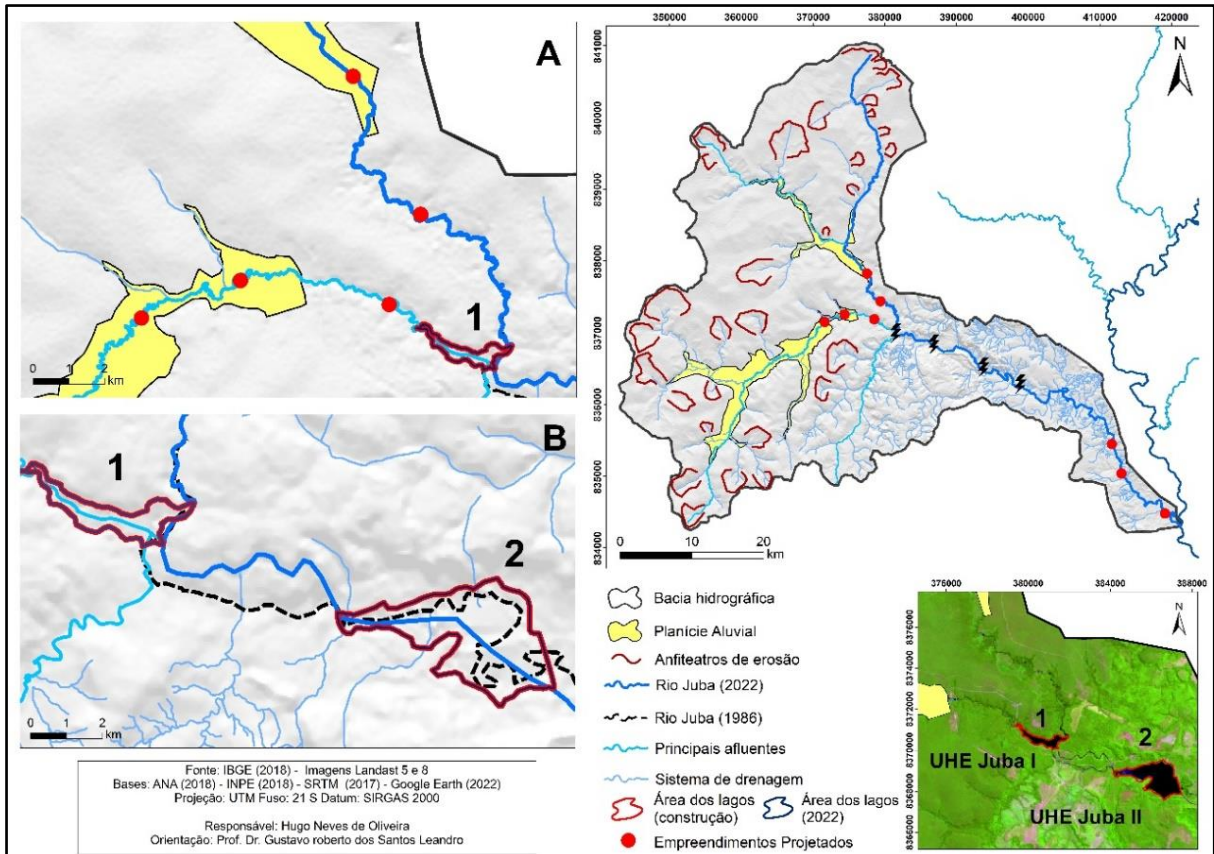 A
1
0 1 2
km
B
1
2
0 1 2
km
Fonte: IBGE (2018) - Imagens Landast 5 e 8
Bases: ANA (2018) - INPE (2018) - SRTM (2017) - Google Earth (2022)
Projeção: UTM Fuso: 21 S Datum: SIRGAS 2000
Responsável: Hugo Neves de Oliveira
Orientação: Prof. Dr. Gustavo roberto dos Santos Leandro
350000 360000 370000 380000 390000 400000 410000 420000
N
841000
840000
839000
838000
837000
836000
835000
834000
0 10 20
km
Bacia hidrográfica
Planície Aluvial
Anfiteatros de erosão
Rio Juba (2022)
Rio Juba (1986)
Principais afluentes
Sistema de drenagem
Área dos lagos
(construção)
Área dos lagos
(2022)
Empreendimentos Projetados
376000 380000 384000 388000
N
8376000
8374000
8372000
8370000
8368000
8366000
1
2
UHE Juba I
UHE Juba II